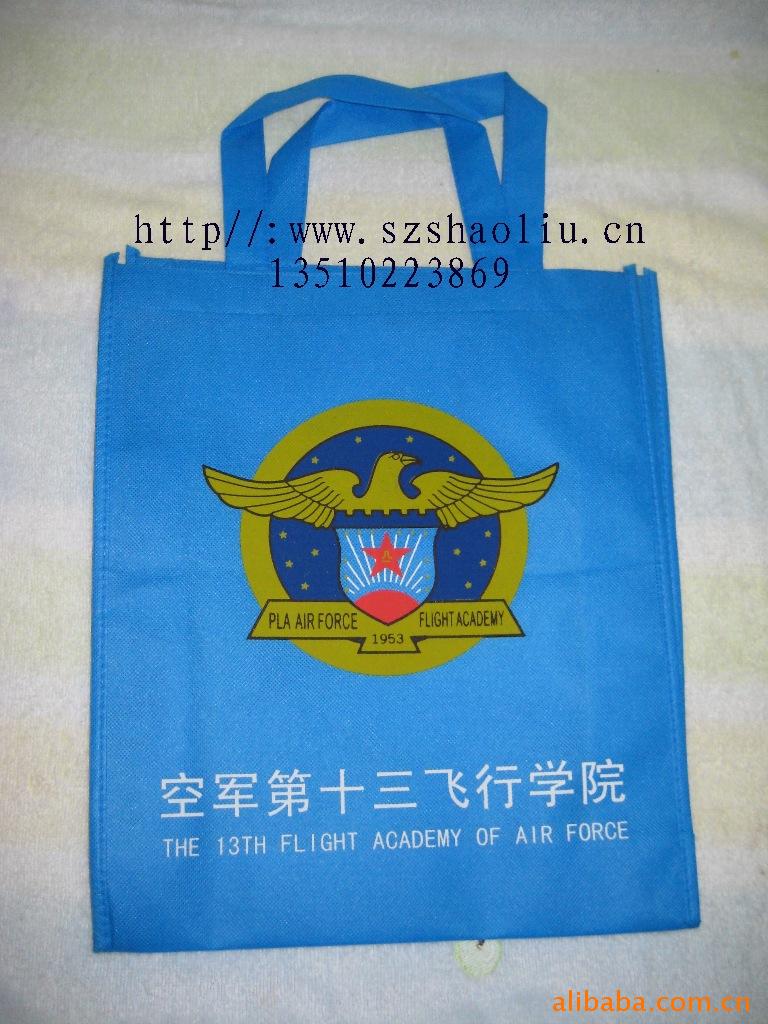 http//:www.szshaoliu.cn
13510223869
PLA AIR FORCE FLIGHT ACADEMY
1953
空军第十三飞行学院
THE 13TH FLIGHT ACADEMY OF AIR FORCE
alibaba.com.cn